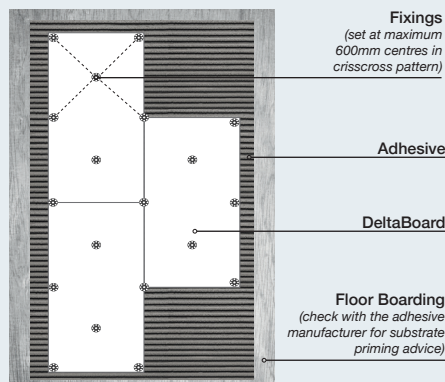 Fixings
(set at maximum
600mm centres in
crisscross pattern)
Adhesive
DeltaBoard
Floor Boarding
(check with the adhesive
manufacturer for substrate
priming advice)